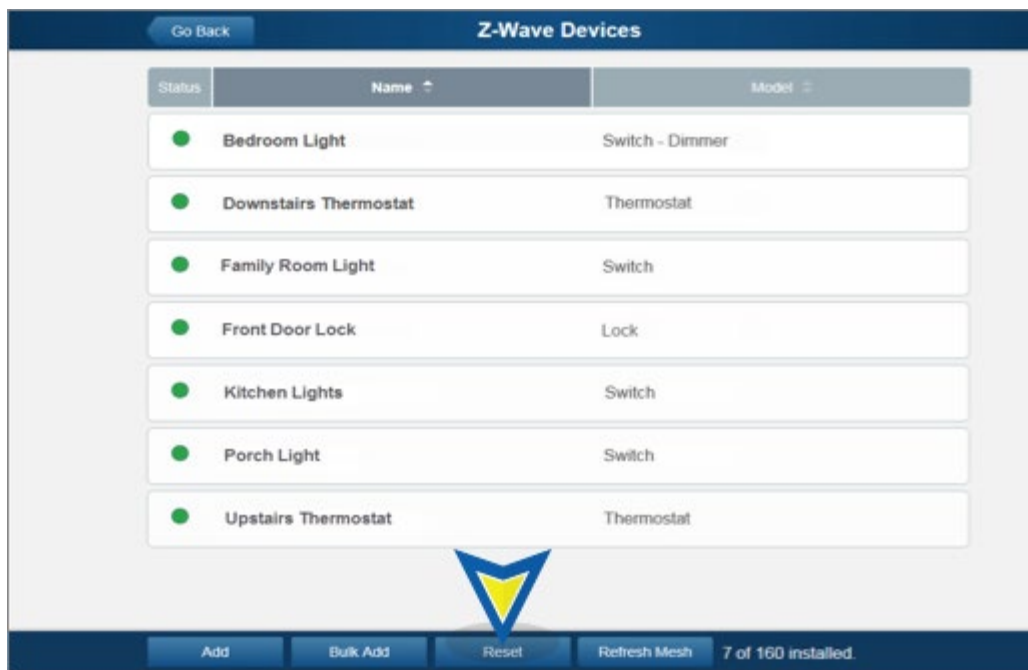 Go Back Z-Wave Devices
Status Name Model
Bedroom Light Switch - Dimmer
Downstairs Thermostat Thermostat
Family Room Light Switch
Front Door Lock Lock
Kitchen Lights Switch
Porch Light Switch
Upstairs Thermostat Thermostat
Add Bulk Add Reset Refresh Mesh 7 of 160 installed.